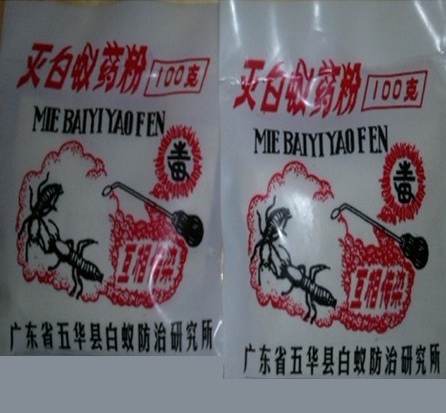 灭白蚁药粉 100克
MIE BAIYI YAO FEN
毒
互相传染
广东省五华县白蚁防治研究所
灭白蚁药粉 100克
MIE BAIYI YAO FEN
毒
互相传染
广东省五华县白蚁防治研究所